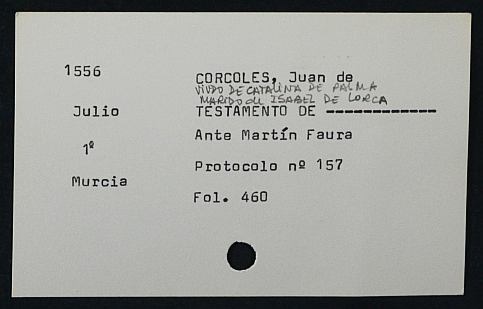 1556
CORCOLES, Juan de
VIUDO DE CATALINA DE PALMA
MARIDO de ISABEL DE LORCA
Julio
TESTAMENTO DE -------------
1º
Ante Martín Faura
Murcia
Protocolo nº 157
Fol. 460